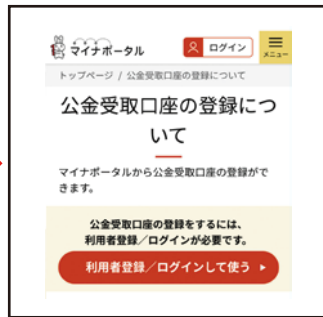 マイナポータル
ログイン
メニュー
トップページ / 公金受取口座の登録について
公金受取口座の登録につ
いて
マイナポータルから公金受取口座の登録がで
きます。
公金受取口座の登録をするには、
利用者登録／ログインが必要です。
利用者登録／ログインして使う